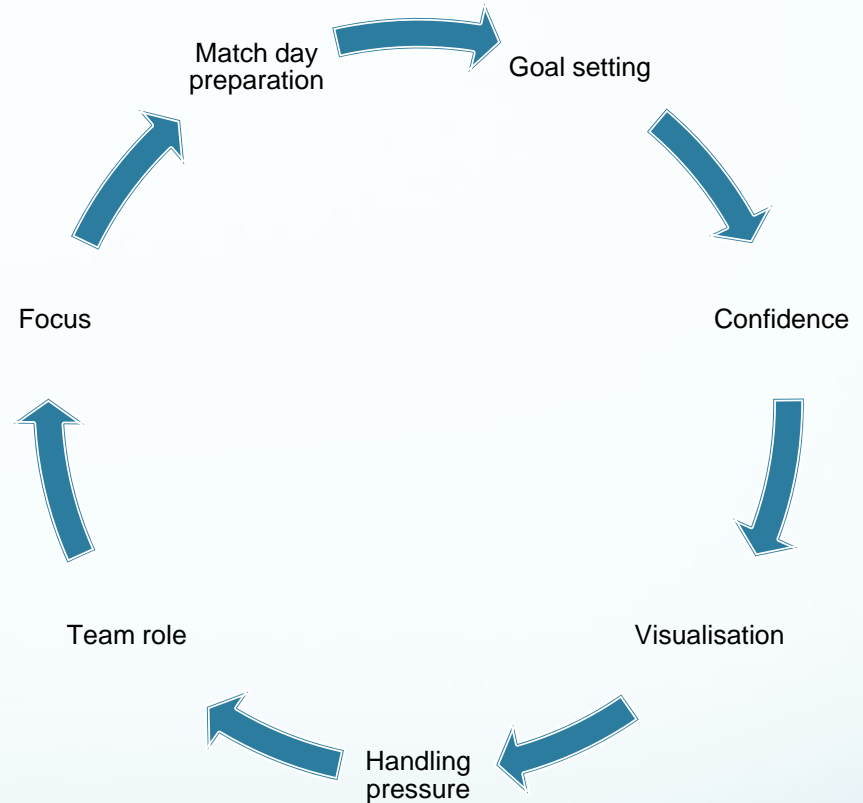 Match day
preparation
Goal setting
Confidence
Visualisation
Handling
pressure
Team role
Focus